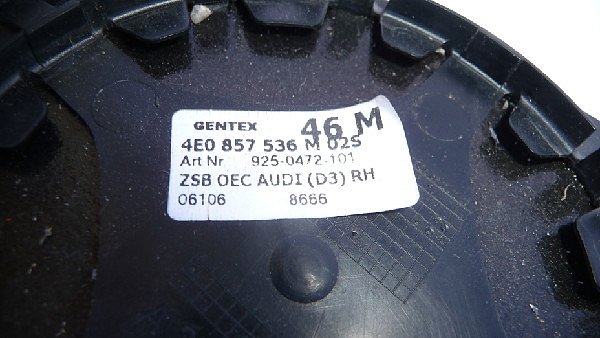 GENTEX 46 M
4E0 857 536 M 02S
Art Nr. 925-0472-101
ZSB OEC AUDI (D3) RH
06106 8666